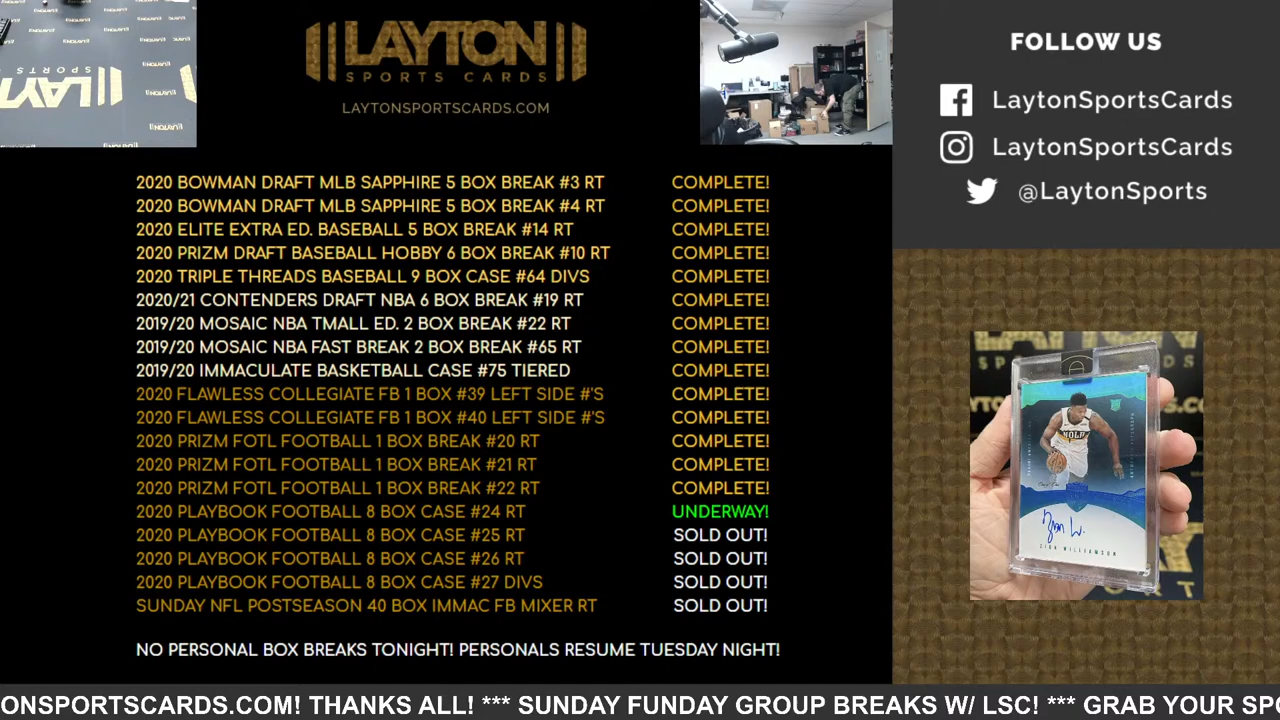 LAYTON
SPORTS CARDS
LAYTONSPORTSCARDS.COM
FOLLOW US
LaytonSportsCards
LaytonSportsCards
@LaytonSports
2020 BOWMAN DRAFT MLB SAPPHIRE 5 BOX BREAK #3 RT COMPLETE!
2020 BOWMAN DRAFT MLB SAPPHIRE 5 BOX BREAK #4 RT COMPLETE!
2020 ELITE EXTRA ED. BASEBALL 5 BOX BREAK #14 RT COMPLETE!
2020 PRIZM DRAFT BASEBALL HOBBY 6 BOX BREAK #10 RT COMPLETE!
2020 TRIPLE THREADS BASEBALL 9 BOX CASE #64 DIVS COMPLETE!
2020/21 CONTENDERS DRAFT NBA 6 BOX BREAK #19 RT COMPLETE!
2019/20 MOSAIC NBA TMALL ED. 2 BOX BREAK #22 RT COMPLETE!
2019/20 MOSAIC NBA FAST BREAK 2 BOX BREAK #65 RT COMPLETE!
2019/20 IMMACULATE BASKETBALL CASE #75 TIERED COMPLETE!
2020 FLAWLESS COLLEGIATE FB 1 BOX #39 LEFT SIDE #'S COMPLETE!
2020 FLAWLESS COLLEGIATE FB 1 BOX #40 LEFT SIDE #'S COMPLETE!
2020 PRIZM FOTL FOOTBALL 1 BOX BREAK #20 RT COMPLETE!
2020 PRIZM FOTL FOOTBALL 1 BOX BREAK #21 RT COMPLETE!
2020 PRIZM FOTL FOOTBALL 1 BOX BREAK #22 RT COMPLETE!
2020 PLAYBOOK FOOTBALL 8 BOX CASE #24 RT UNDERWAY!
2020 PLAYBOOK FOOTBALL 8 BOX CASE #25 RT SOLD OUT!
2020 PLAYBOOK FOOTBALL 8 BOX CASE #26 RT SOLD OUT!
2020 PLAYBOOK FOOTBALL 8 BOX CASE #27 DIVS SOLD OUT!
SUNDAY NFL POSTSEASON 40 BOX IMMAC FB MIXER RT SOLD OUT!
NO PERSONAL BOX BREAKS TONIGHT! PERSONALS RESUME TUESDAY NIGHT!
NOLA
ZION WILLIAMSON
ONSPORTSCARDS.COM! THANKS ALL! *** SUNDAY FUNDAY GROUP BREAKS W/ LSC! *** GRAB YOUR SPO